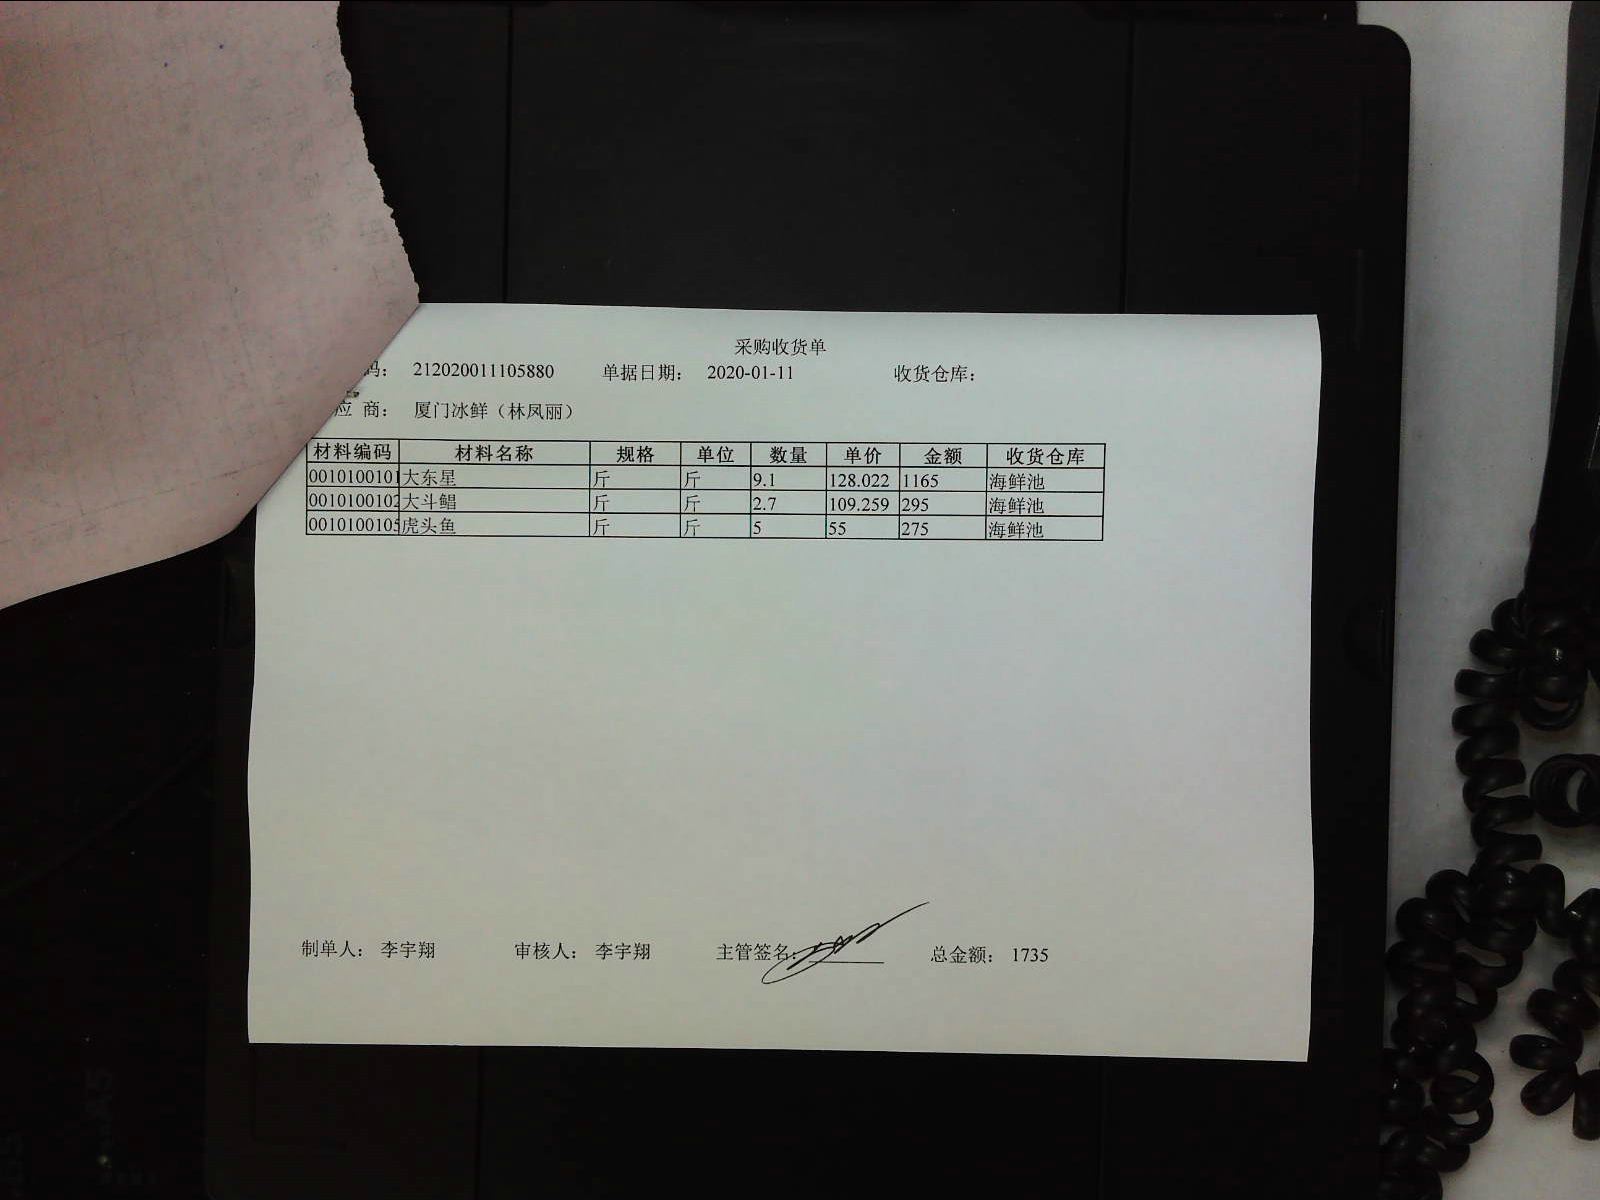 采购收货单
码： 212020011105880 单据日期： 2020-01-11 收货仓库：
应 商： 厦门冰鲜（林凤丽）
材料编码 材料名称 规格 单位 数量 单价 金额 收货仓库
0010100101 大东星 斤 斤 9.1 128.022 1165 海鲜池
0010100102 大斗鲳 斤 斤 2.7 109.259 295 海鲜池
0010100105 虎头鱼 斤 斤 5 55 275 海鲜池
制单人： 李宇翔 审核人： 李宇翔 主管签名： 总金额： 1735